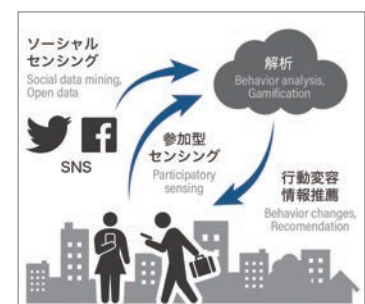 ソーシャル
センシング
Social data mining,
Open data
SNS
解析
Behavior analysis,
Gamification
参加型
センシング
Participatory
sensing
行動変容
情報推薦
Behavior changes,
Recomendation